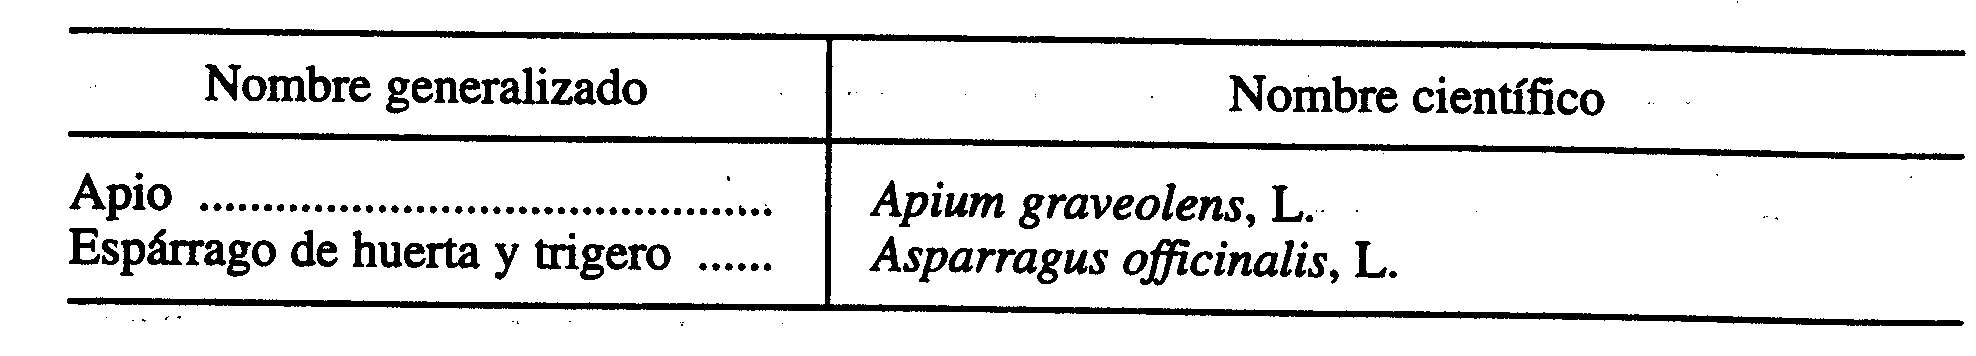 Nombre generalizado Nombre científico
Apio ............................................. Apium graveolens, L.
Espárrago de huerta y trigero ...... Asparragus officinalis, L.